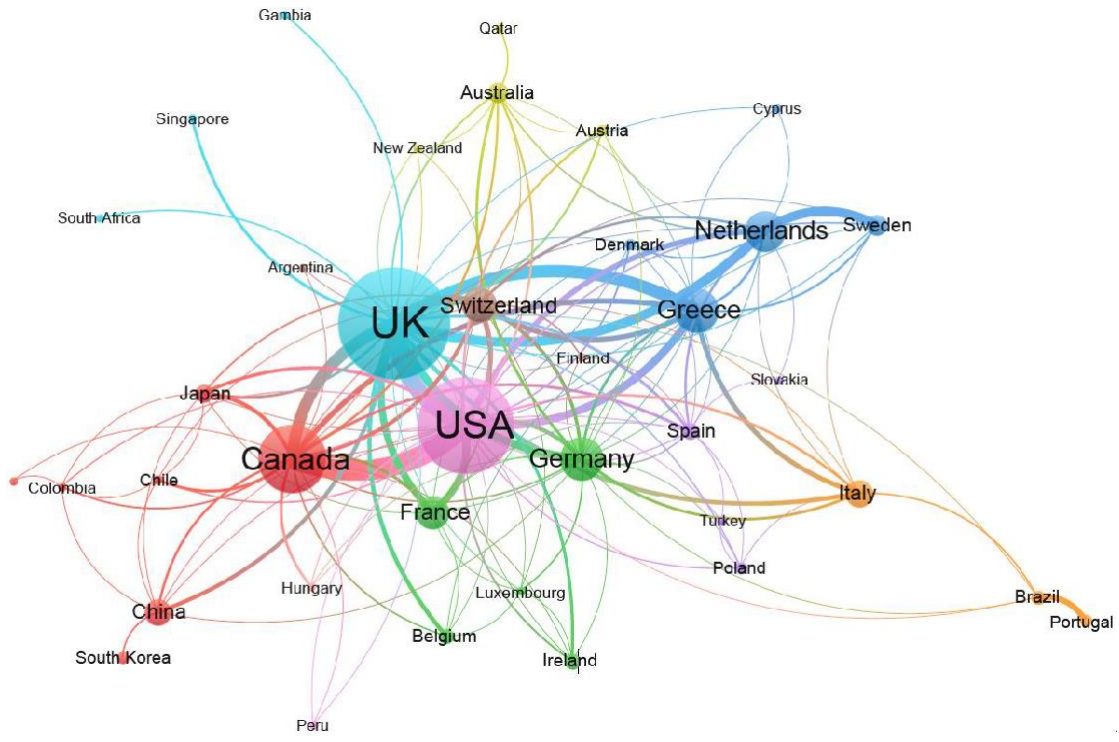 Gambia
Qatar
Australia
Cyprus
Singapore
Austria
New Zealand
South Africa
Netherlands
Sweden
Denmark
Argentina
Switzerland
Greece
UK
Finland
Slovakia
Japan
USA
Spain
Canada
Germany
Chile
Colombia
Italy
France
Turkey
Poland
Hungary
Luxembourg
Brazil
China
Portugal
Belgium
South Korea
Ireland
Peru